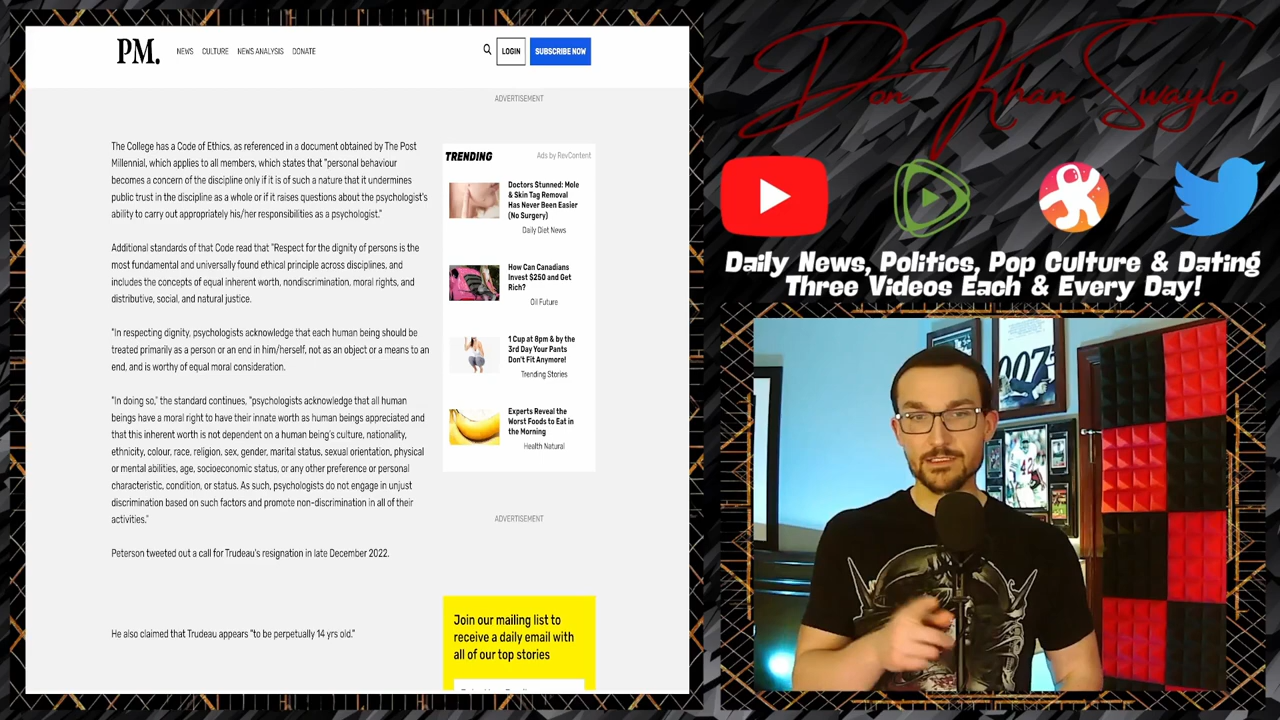 PM.
NEWS CULTURE NEWS ANALYSIS DONATE
LOGIN
SUBSCRIBE NOW
ADVERTISEMENT
The College has a Code of Ethics, as referenced in a document obtained by The Post
Millennial, which applies to all members, which states that "personal behaviour
becomes a concern of the discipline only if it is of such a nature that it undermines
public trust in the discipline as a whole or if it raises questions about the psychologist's
ability to carry out appropriately his/her responsibilities as a psychologist."
Additional standards of that Code read that "Respect for the dignity of persons is the
most fundamental and universally found ethical principle across disciplines, and
includes the concepts of equal inherent worth, nondiscrimination, moral rights, and
distributive, social, and natural justice.
"In respecting dignity, psychologists acknowledge that each human being should be
treated primarily as a person or an end in him/herself, not as an object or a means to an
end, and is worthy of equal moral consideration.
"In doing so," the standard continues, "psychologists acknowledge that all human
beings have a moral right to have their innate worth as human beings appreciated and
that this inherent worth is not dependent on a human being's culture, nationality,
ethnicity, colour, race, religion, sex, gender, marital status, sexual orientation, physical
or mental abilities, age, socioeconomic status, or any other preference or personal
characteristic, condition, or status. As such, psychologists do not engage in unjust
discrimination based on such factors and promote non-discrimination in all of their
activities."
Peterson tweeted out a call for Trudeau's resignation in late December 2022.
He also claimed that Trudeau appears "to be perpetually 14 yrs old."
TRENDING
Ads by RevContent
Doctors Stunned: Mole
& Skin Tag Removal
Has Never Been Easier
(No Surgery)
Daily Diet News
How Can Canadians
Invest $250 and Get
Rich?
Oil Future
1 Cup at 8pm & by the
3rd Day Your Pants
Don't Fit Anymore!
Trending Stories
Experts Reveal the
Worst Foods to Eat in
the Morning
Health Natural
ADVERTISEMENT
Join our mailing list to
receive a daily email with
all of our top stories
Don Khan Swaylo
Daily News, Politics, Pop Culture & Dating
Three Videos Each & Every Day!
007
42